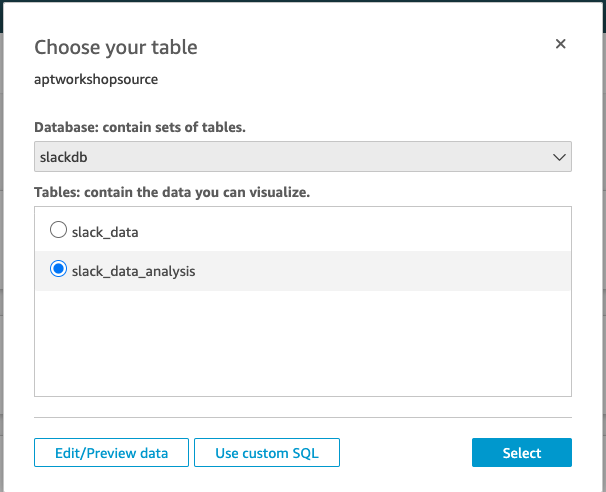 Choose your table
aptworkshopsource
Database: contain sets of tables.
slackdb
Tables: contain the data you can visualize.
slack_data
slack_data_analysis
Edit/Preview data
Use custom SQL
Select